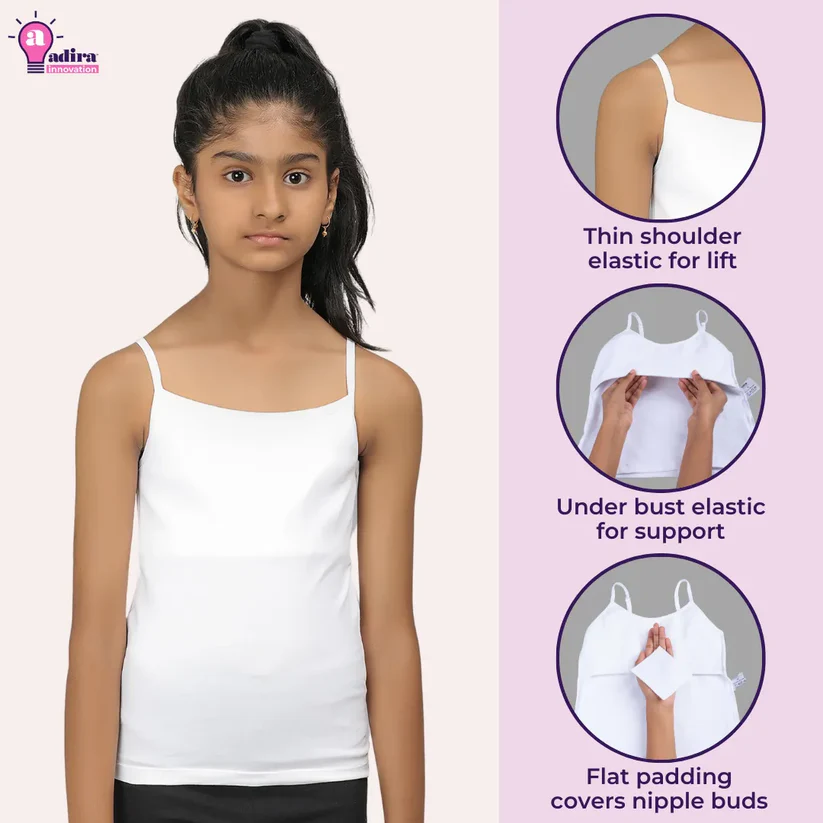 a
adira
innovation
Thin shoulder
elastic for lift
Under bust elastic
for support
Flat padding
covers nipple buds